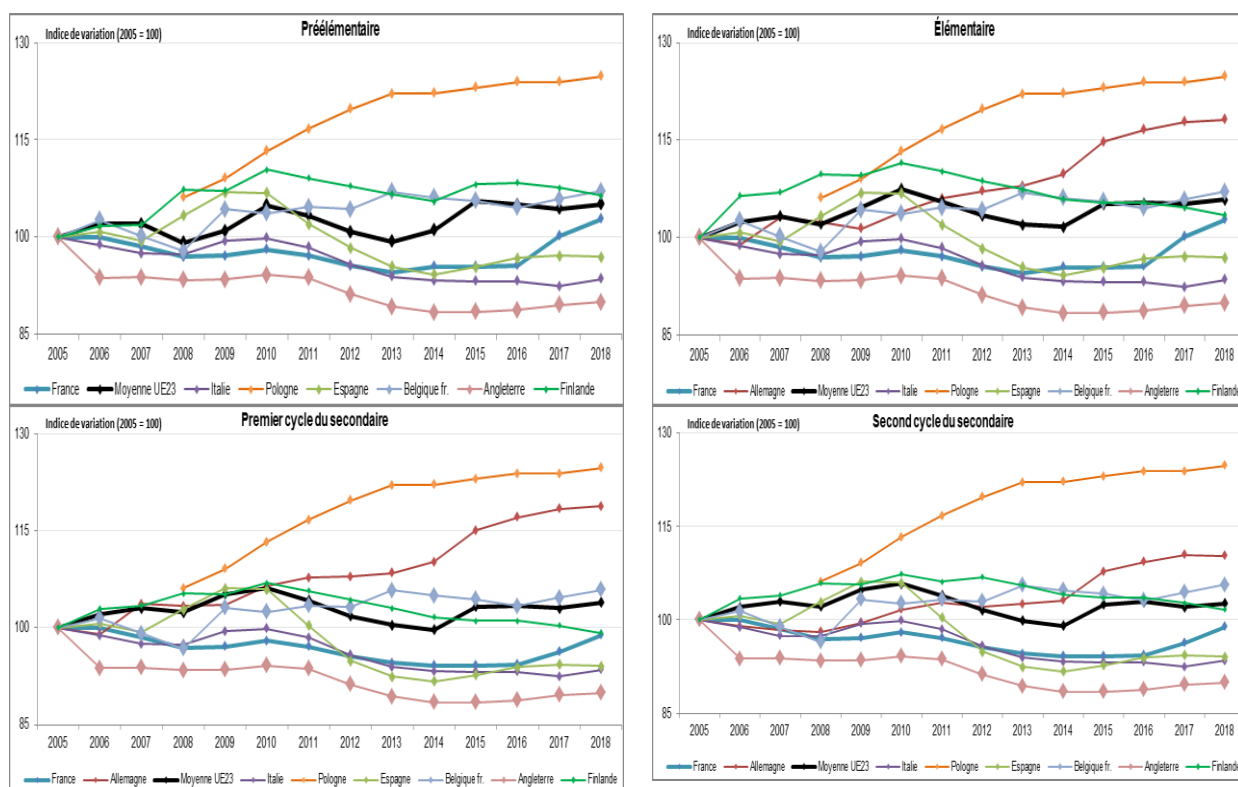 Préélémentaire
Indice de variation (2005 = 100)
130
115
100
85
2005 2006 2007 2008 2009 2010 2011 2012 2013 2014 2015 2016 2017 2018
France Moyenne UE23 Italie Pologne Espagne Belgique fr. Angleterre Finlande
Élémentaire
Indice de variation (2005 = 100)
130
115
100
85
2005 2006 2007 2008 2009 2010 2011 2012 2013 2014 2015 2016 2017 2018
France Allemagne Moyenne UE23 Italie Pologne Espagne Belgique fr. Angleterre Finlande
Premier cycle du secondaire
Indice de variation (2005 = 100)
130
115
100
85
2005 2006 2007 2008 2009 2010 2011 2012 2013 2014 2015 2016 2017 2018
France Allemagne Moyenne UE23 Italie Pologne Espagne Belgique fr. Angleterre Finlande
Second cycle du secondaire
Indice de variation (2005 = 100)
130
115
100
85
2005 2006 2007 2008 2009 2010 2011 2012 2013 2014 2015 2016 2017 2018
France Allemagne Moyenne UE23 Italie Pologne Espagne Belgique fr. Angleterre Finlande